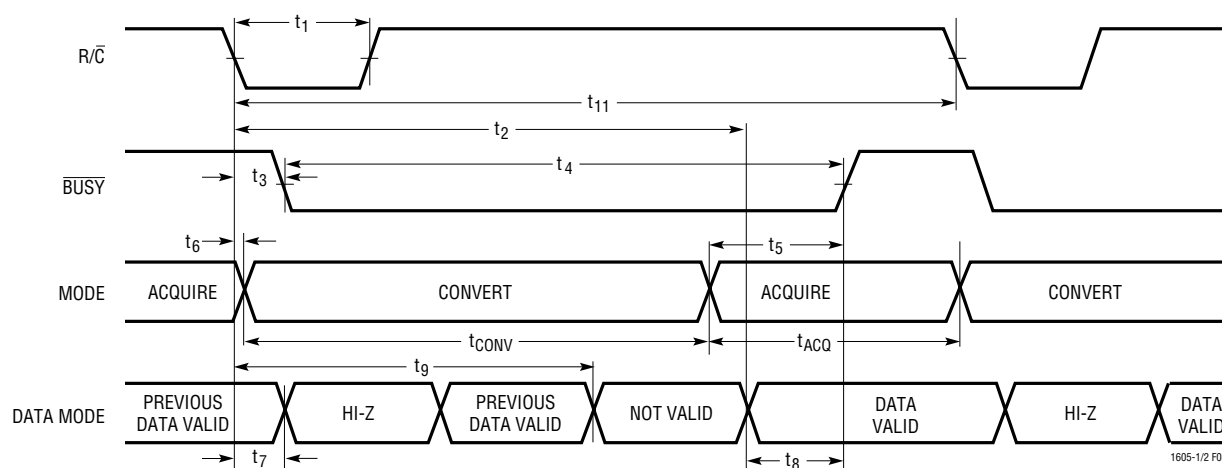 t1
R/C̅
t11
t2
t4
B̅U̅S̅Y̅
t3
t6
t5
MODE
ACQUIRE
CONVERT
ACQUIRE
CONVERT
tCONV
tACQ
t9
DATA MODE
PREVIOUS
DATA VALID
HI-Z
PREVIOUS
DATA VALID
NOT VALID
DATA
VALID
HI-Z
DATA
VALID
t7
t8
1605-1/2 F0